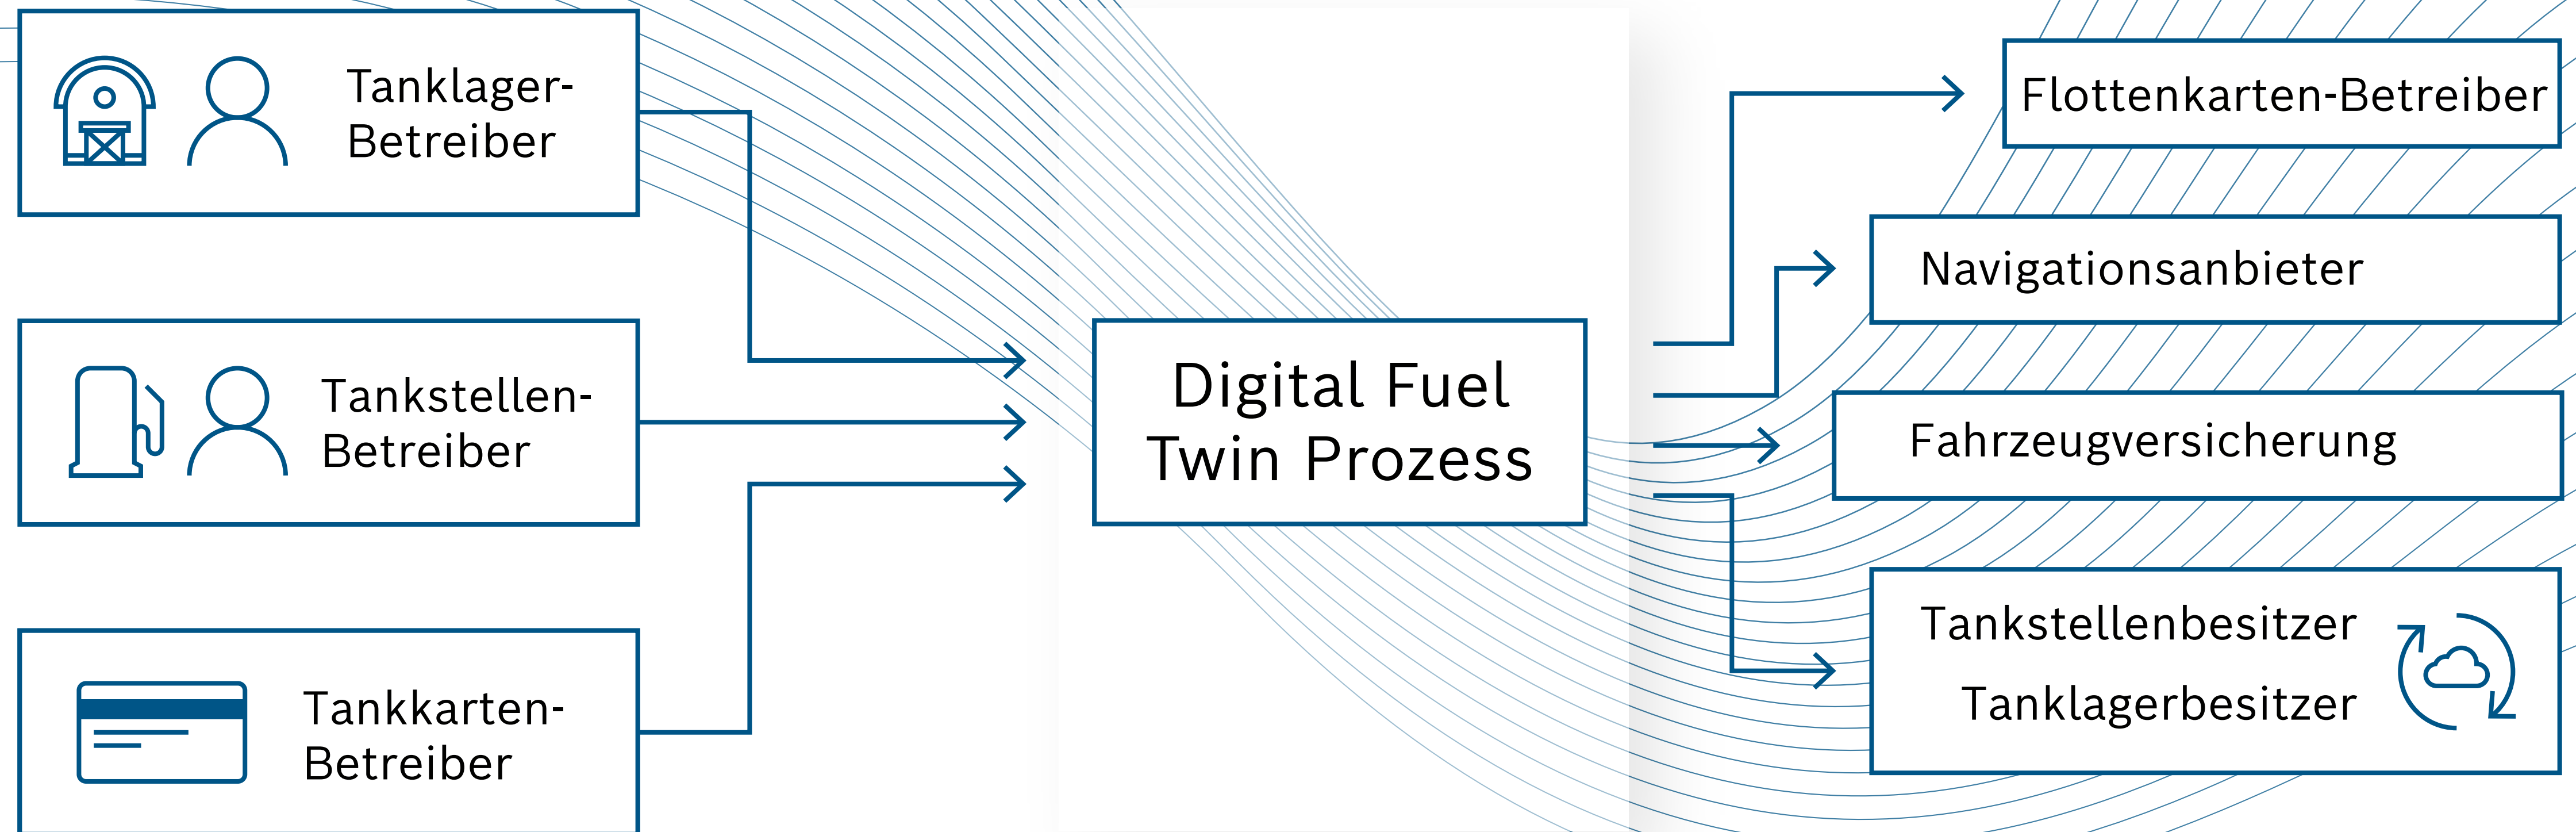 Tanklager-
Betreiber
Tankstellen-
Betreiber
Tankkarten-
Betreiber
Digital Fuel
Twin Prozess
Flottenkarten-Betreiber
Navigationsanbieter
Fahrzeugversicherung
Tankstellenbesitzer
Tanklagerbesitzer